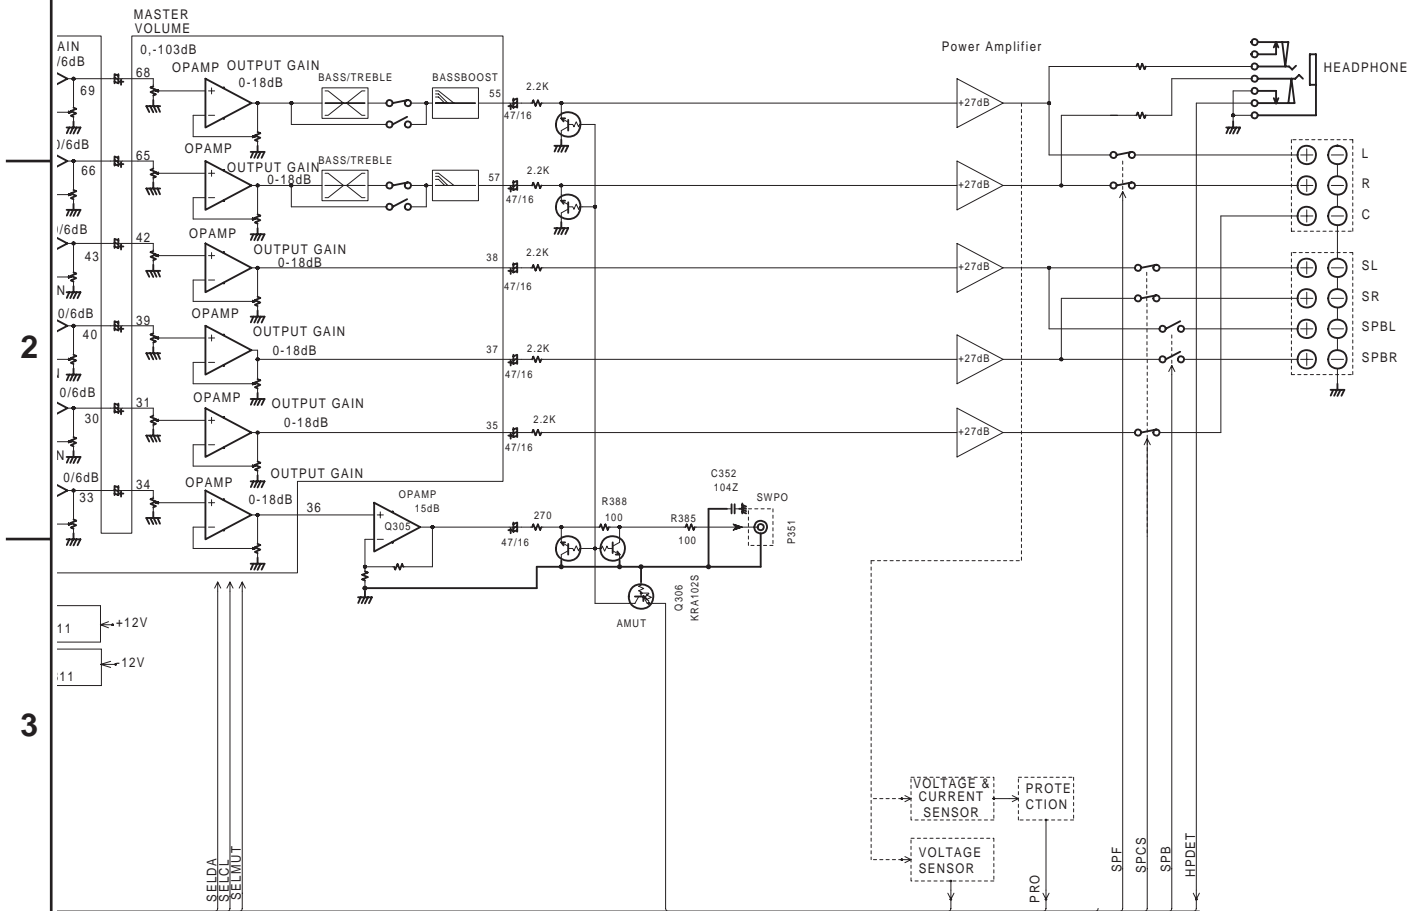 MASTER
VOLUME
0,-103dB
AIN
/6dB
68
69
OPAMP
OUTPUT GAIN
0-18dB
BASS/TREBLE
BASSBOOST
55
2.2K
47/16
Power Amplifier
+27dB
HEADPHONE
)/6dB
65
66
OPAMP
OUTPUT GAIN
0-18dB
BASS/TREBLE
57
2.2K
47/16
+27dB
L
R
C
)/6dB
42
43
OPAMP
OUTPUT GAIN
0-18dB
38
2.2K
47/16
+27dB
SL
SR
SPBL
SPBR
N
0/6dB
39
40
OPAMP
OUTPUT GAIN
0-18dB
37
2.2K
47/16
+27dB
2
0/6dB
31
30
OPAMP
OUTPUT GAIN
0-18dB
35
2.2K
47/16
+27dB
N
0/6dB
34
33
OPAMP
OUTPUT GAIN
0-18dB
36
OPAMP
15dB
Q305
270
47/16
R388
100
R385
100
C352
104Z
SWPO
P351
Q306
KRA102S
AMUT
11
+12V
11
-12V
3
SELDA
SELCL
SELMUT
VOLTAGE &
CURRENT
SENSOR
PROTE
CTION
VOLTAGE
SENSOR
PRO
SPF
SPCS
SPB
HPDET